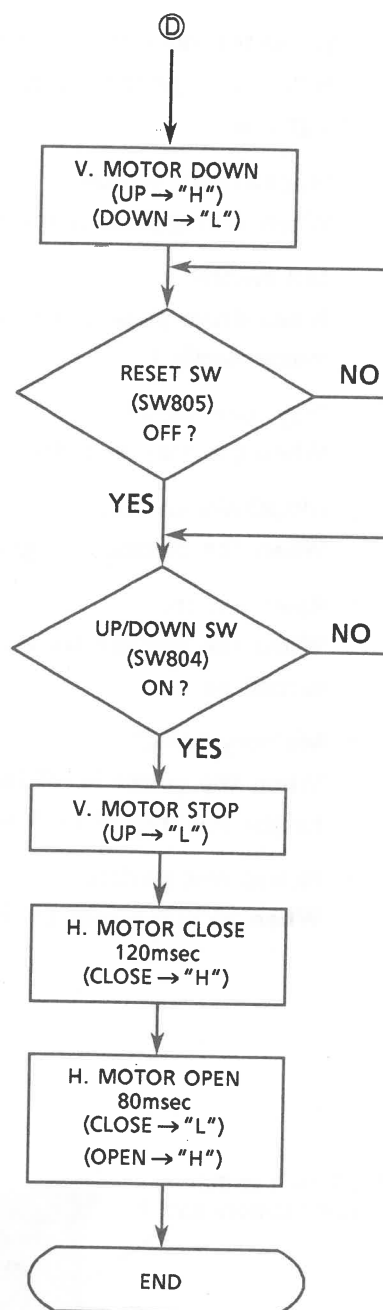 Ⓓ
V. MOTOR DOWN
(UP → "H")
(DOWN → "L")
RESET SW
(SW805)
OFF ?
NO
YES
UP/DOWN SW
(SW804)
ON ?
NO
YES
V. MOTOR STOP
(UP → "L")
H. MOTOR CLOSE
120msec
(CLOSE → "H")
H. MOTOR OPEN
80msec
(CLOSE → "L")
(OPEN → "H")
END